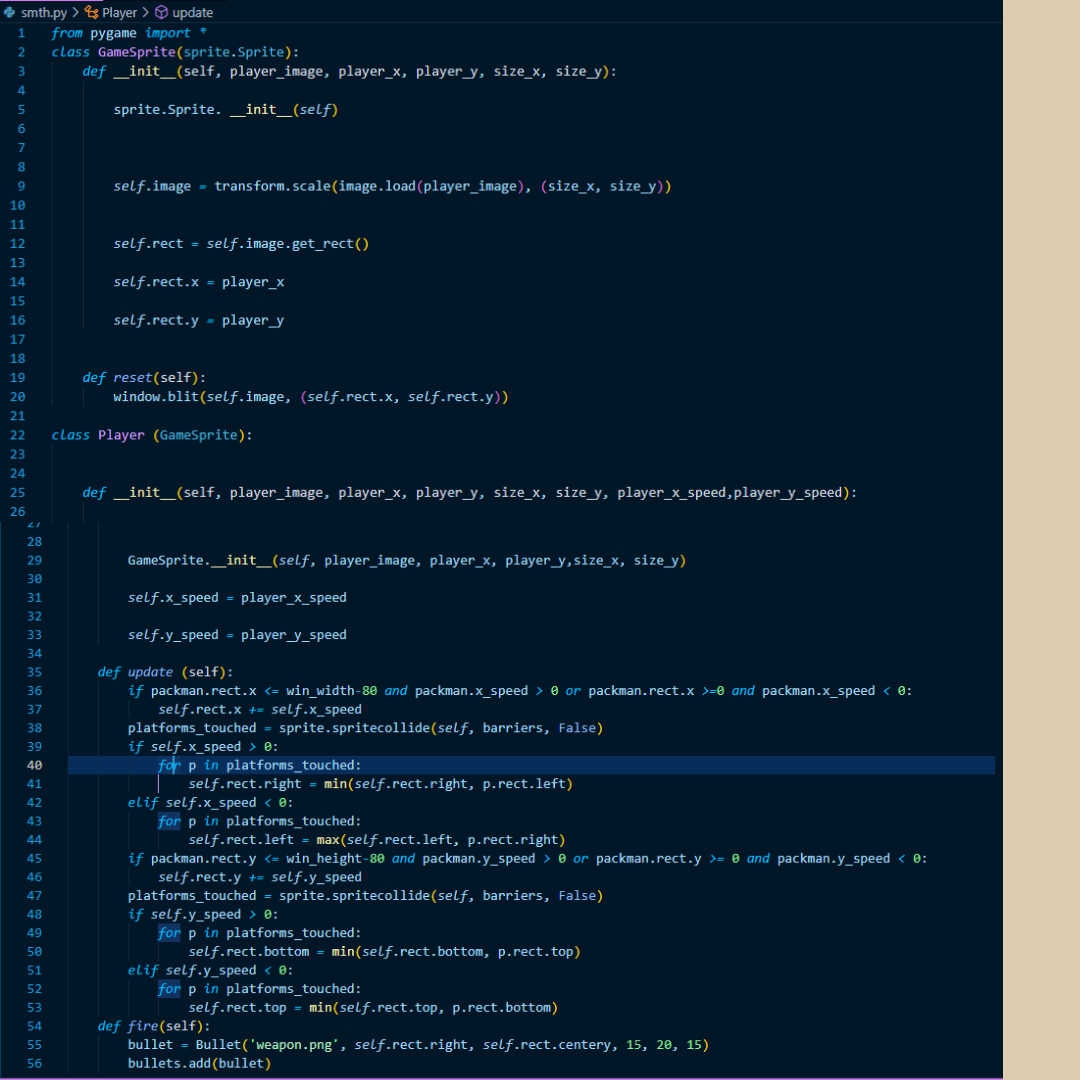 smth.py > Player > update
1 from pygame import *
2 class GameSprite(sprite.Sprite):
3 def __init__(self, player_image, player_x, player_y, size_x, size_y):
4
5 sprite.Sprite. __init__(self)
6
7
8
9 self.image = transform.scale(image.load(player_image), (size_x, size_y))
10
11
12 self.rect = self.image.get_rect()
13
14 self.rect.x = player_x
15
16 self.rect.y = player_y
17
18
19 def reset(self):
20 window.blit(self.image, (self.rect.x, self.rect.y))
21
22 class Player (GameSprite):
23
24
25 def __init__(self, player_image, player_x, player_y, size_x, size_y, player_x_speed,player_y_speed):
26
27
28
29 GameSprite.__init__(self, player_image, player_x, player_y,size_x, size_y)
30
31 self.x_speed = player_x_speed
32
33 self.y_speed = player_y_speed
34
35 def update (self):
36 if packman.rect.x <= win_width-80 and packman.x_speed > 0 or packman.rect.x >=0 and packman.x_speed < 0:
37 self.rect.x += self.x_speed
38 platforms_touched = sprite.spritecollide(self, barriers, False)
39 if self.x_speed > 0:
40 for p in platforms_touched:
41 self.rect.right = min(self.rect.right, p.rect.left)
42 elif self.x_speed < 0:
43 for p in platforms_touched:
44 self.rect.left = max(self.rect.left, p.rect.right)
45 if packman.rect.y <= win_height-80 and packman.y_speed > 0 or packman.rect.y >= 0 and packman.y_speed < 0:
46 self.rect.y += self.y_speed
47 platforms_touched = sprite.spritecollide(self, barriers, False)
48 if self.y_speed > 0:
49 for p in platforms_touched:
50 self.rect.bottom = min(self.rect.bottom, p.rect.top)
51 elif self.y_speed < 0:
52 for p in platforms_touched:
53 self.rect.top = min(self.rect.top, p.rect.bottom)
54 def fire(self):
55 bullet = Bullet('weapon.png', self.rect.right, self.rect.centery, 15, 20, 15)
56 bullets.add(bullet)